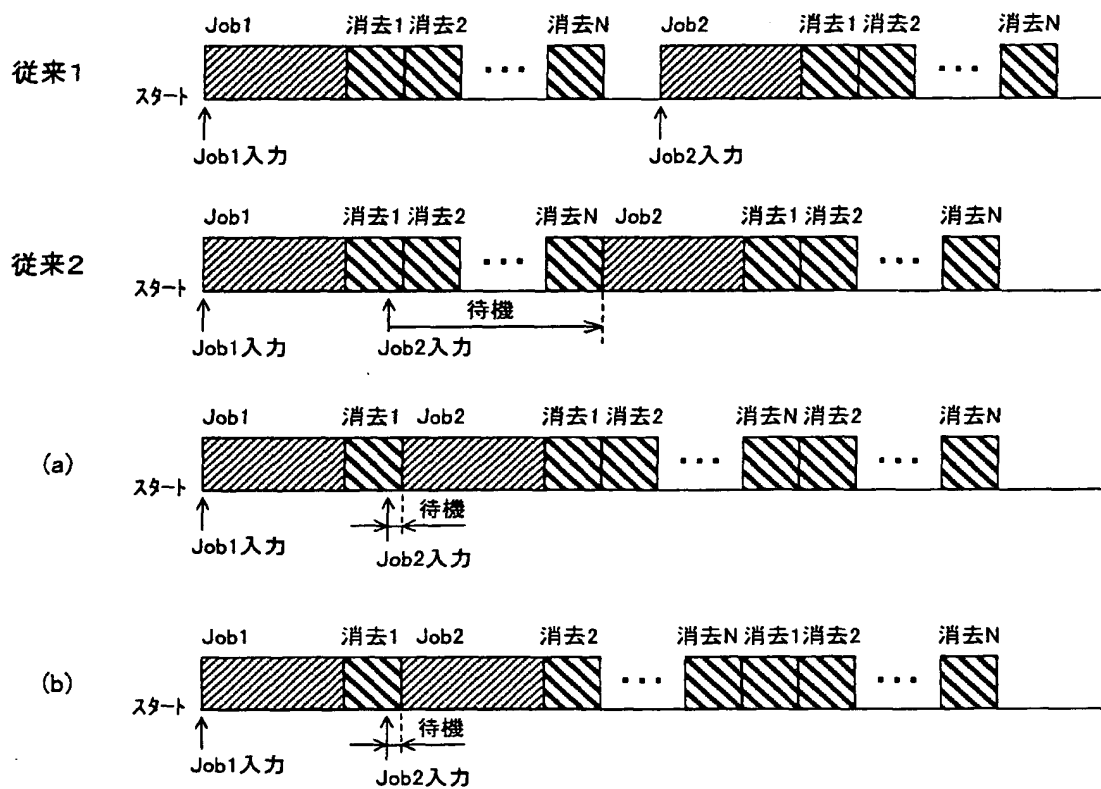 Job1 消去1 消去2 消去N Job2 消去1 消去2 消去N
従来1
・・・ ・・・
スタート
Job1入力 Job2入力
Job1 消去1 消去2 消去N Job2 消去1 消去2 消去N
従来2
・・・ ・・・
スタート
待機
Job1入力 Job2入力
Job1 消去1 Job2 消去1 消去2 消去N 消去2 消去N
(a)
・・・ ・・・
スタート
待機
Job1入力 Job2入力
Job1 消去1 Job2 消去2 消去N 消去1 消去2 消去N
(b)
・・・ ・・・
スタート
待機
Job1入力 Job2入力